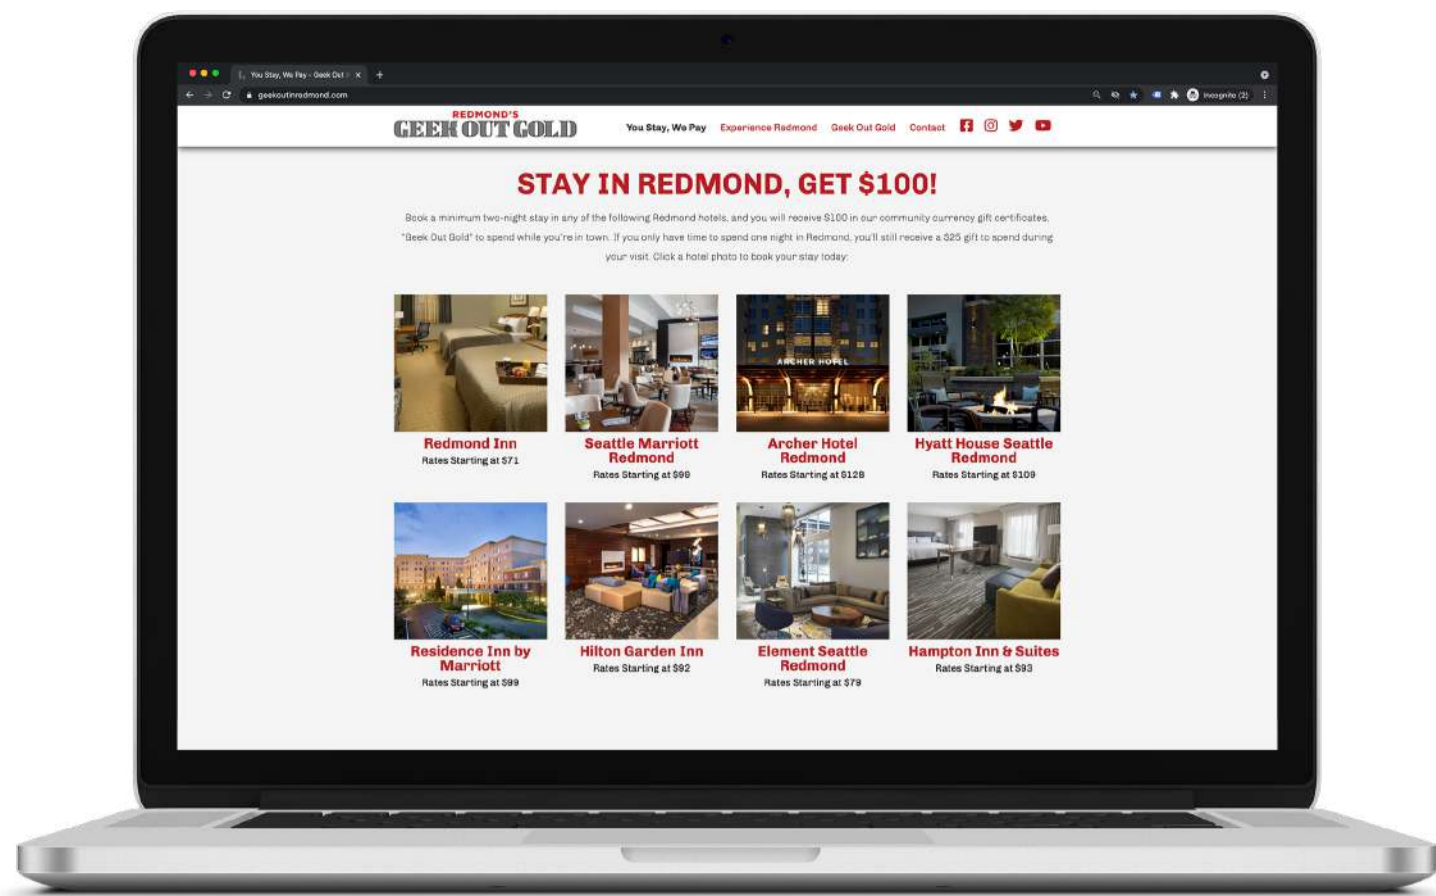 You Stay, We Pay - Geek Out
geekoutinredmond.com
Incognito (2)
REDMOND'S
GEEK OUT GOLD
You Stay, We Pay
Experience Redmond
Geek Out Gold
Contact
STAY IN REDMOND, GET $100!
Book a minimum two-night stay in any of the following Redmond hotels, and you will receive $100 in our community currency gift certificates,
"Geek Out Gold" to spend while you're in town. If you only have time to spend one night in Redmond, you'll still receive a $25 gift to spend during
your visit. Click a hotel photo to book your stay today:
ARCHER HOTEL
Redmond Inn
Rates Starting at $71
Seattle Marriott
Redmond
Rates Starting at $99
Archer Hotel
Redmond
Rates Starting at $128
Hyatt House Seattle
Redmond
Rates Starting at $109
Residence Inn by
Marriott
Rates Starting at $99
Hilton Garden Inn
Rates Starting at $92
Element Seattle
Redmond
Rates Starting at $79
Hampton Inn & Suites
Rates Starting at $93